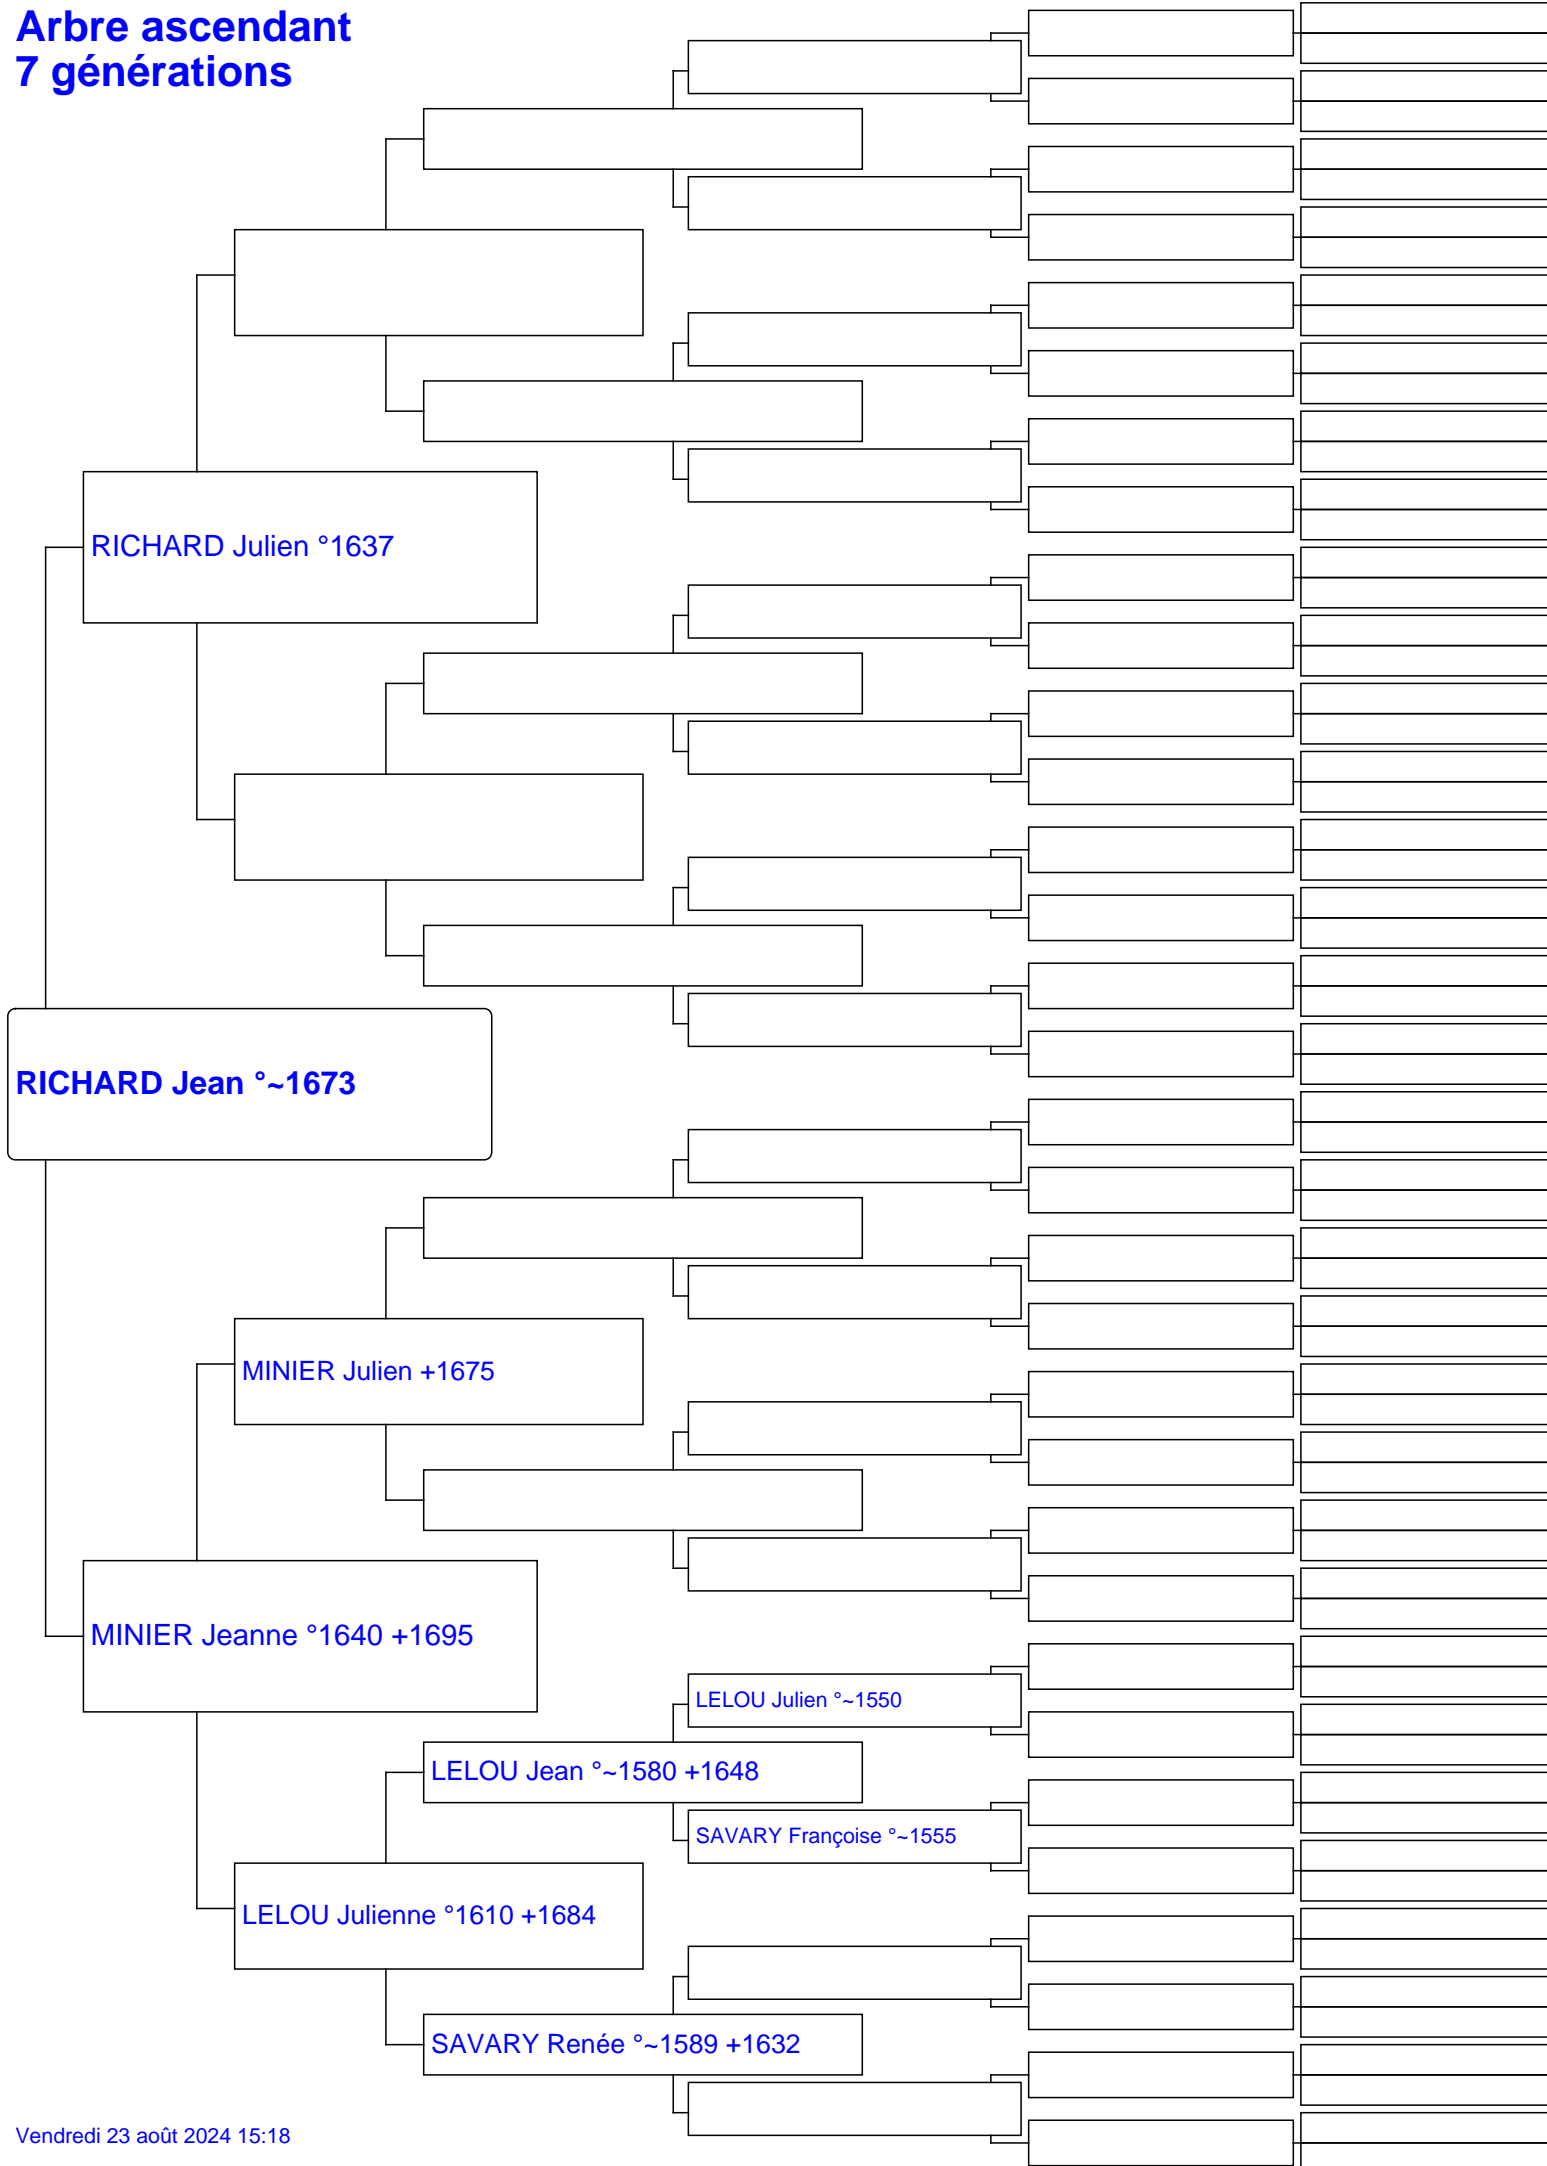 Arbre ascendant
7 générations
RICHARD Julien °1637
RICHARD Jean °~1673
MINIER Julien +1675
MINIER Jeanne °1640 +1695
LELOU Julien °~1550
LELOU Jean °~1580 +1648
SAVARY Françoise °~1555
LELOU Julienne °1610 +1684
SAVARY Renée °~1589 +1632
Vendredi 23 août 2024 15:18